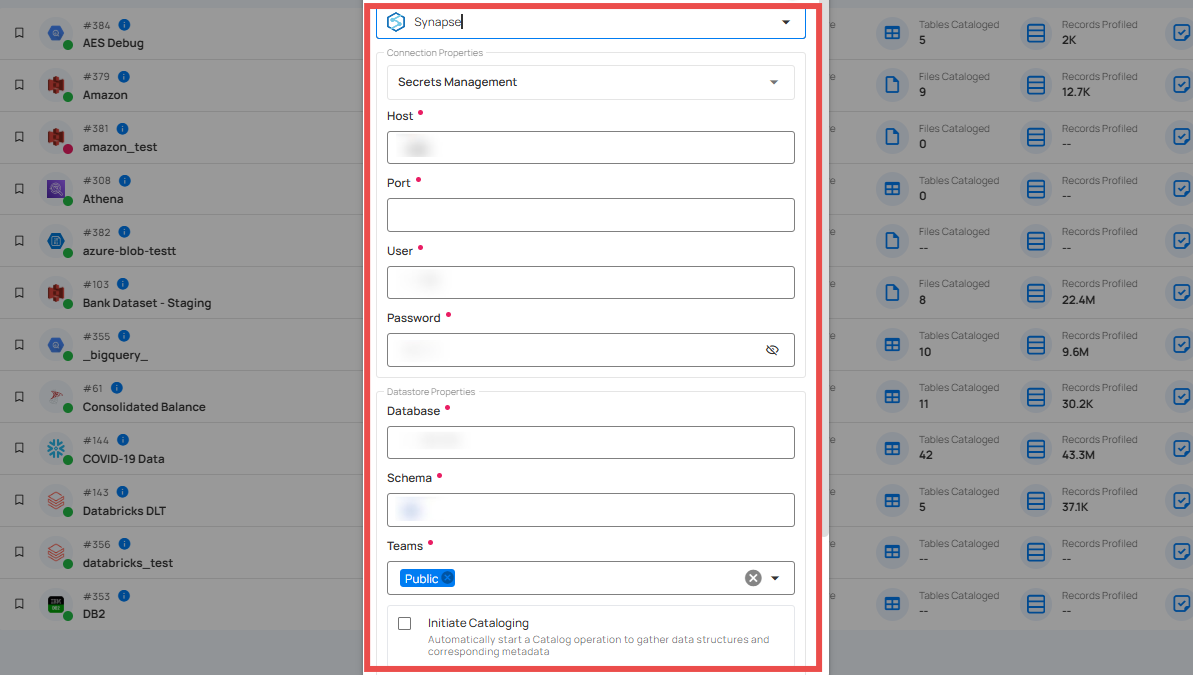 #384
AES Debug
#379
Amazon
#381
amazon_test
#308
Athena
#382
azure-blob-testt
#103
Bank Dataset - Staging
#355
_bigquery_
#61
Consolidated Balance
#144
COVID-19 Data
#143
Databricks DLT
#356
databricks_test
#353
DB2
Synapse
Connection Properties
Secrets Management
Host
Port
User
Password
Datastore Properties
Database
Schema
Teams
Public
Initiate Cataloging
Automatically start a Catalog operation to gather data structures and
corresponding metadata
Tables Cataloged
5
Records Profiled
2K
Files Cataloged
9
Records Profiled
12.7K
Files Cataloged
0
Records Profiled
--
Tables Cataloged
0
Records Profiled
--
Files Cataloged
--
Records Profiled
--
Files Cataloged
8
Records Profiled
22.4M
Tables Cataloged
10
Records Profiled
9.6M
Tables Cataloged
11
Records Profiled
30.2K
Tables Cataloged
42
Records Profiled
43.3M
Tables Cataloged
5
Records Profiled
37.1K
Tables Cataloged
--
Records Profiled
--
Tables Cataloged
--
Records Profiled
--